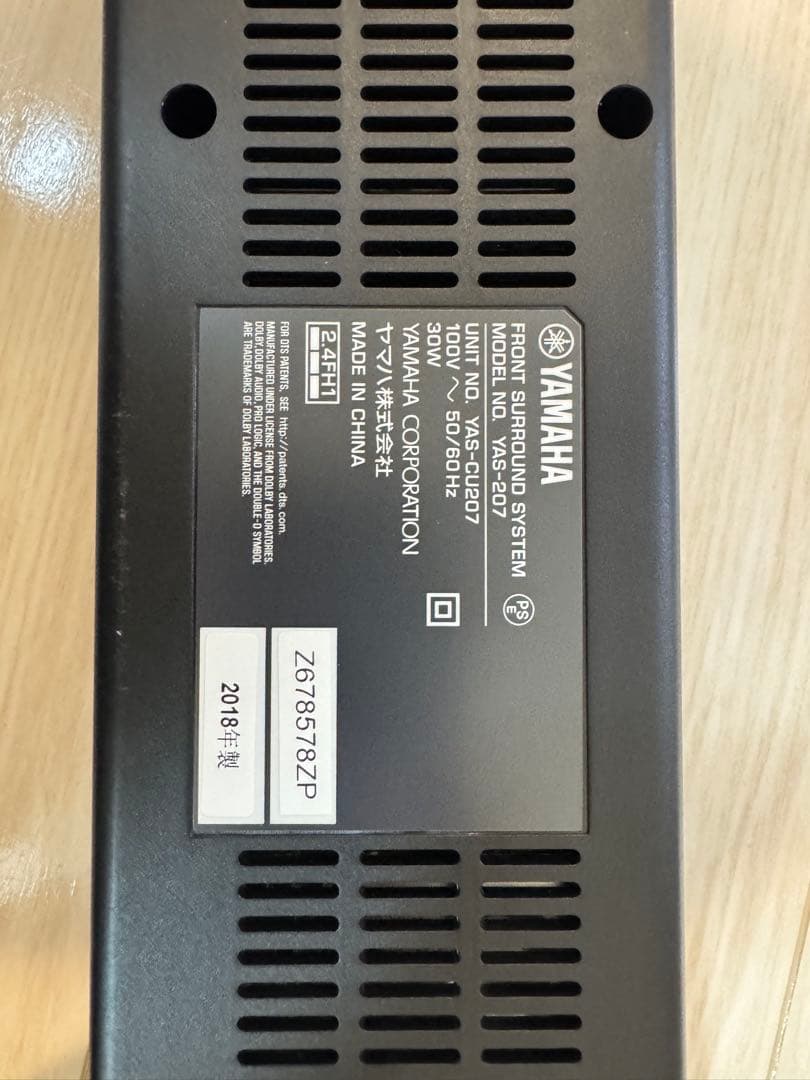 YAMAHA
FRONT SURROUND SYSTEM
MODEL NO. YAS-207
PS
E
UNIT NO. YAS-CU207
100V ～ 50/60Hz
30W
YAMAHA CORPORATION
ヤマハ株式会社
MADE IN CHINA
2.4FH1
FOR DTS PATENTS, SEE http://patents.dts.com.
MANUFACTURED UNDER LICENSE FROM DOLBY LABORATORIES.
DOLBY, DOLBY AUDIO, PRO LOGIC, AND THE DOUBLE-D SYMBOL
ARE TRADEMARKS OF DOLBY LABORATORIES.
Z678578ZP
2018年製